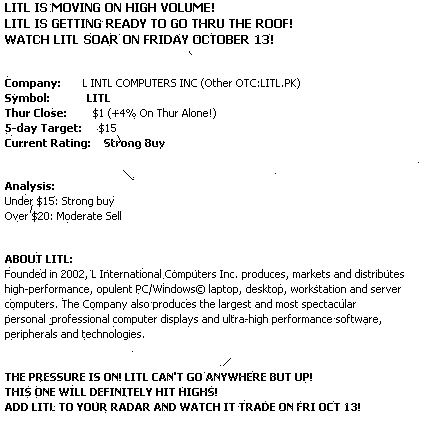 LITL IS MOVING ON HIGH VOLUME!
LITL IS GETTING READY TO GO THRU THE ROOF!
WATCH LITL SOAR ON FRIDAY OCTOBER 13!
Company: L INTL COMPUTERS INC (Other OTC:LITL.PK)
Symbol: LITL
Thur Close: $1 (+4% On Thur Alone!)
5-day Target: $15
Current Rating: Strong Buy
Analysis:
Under $15: Strong buy
Over $20: Moderate Sell
ABOUT LITL:
Founded in 2002, L International Computers Inc. produces, markets and distributes
high-performance, opulent PC/Windows© laptop, desktop, workstation and server
computers. The Company also produces the largest and most spectacular
personal professional computer displays and ultra-high performance software,
peripherals and technologies.
THE PRESSURE IS ON! LITL CAN'T GO ANYWHERE BUT UP!
THIS ONE WILL DEFINITELY HIT HIGHS!
ADD LITL TO YOUR RADAR AND WATCH IT TRADE ON FRI OCT 13!